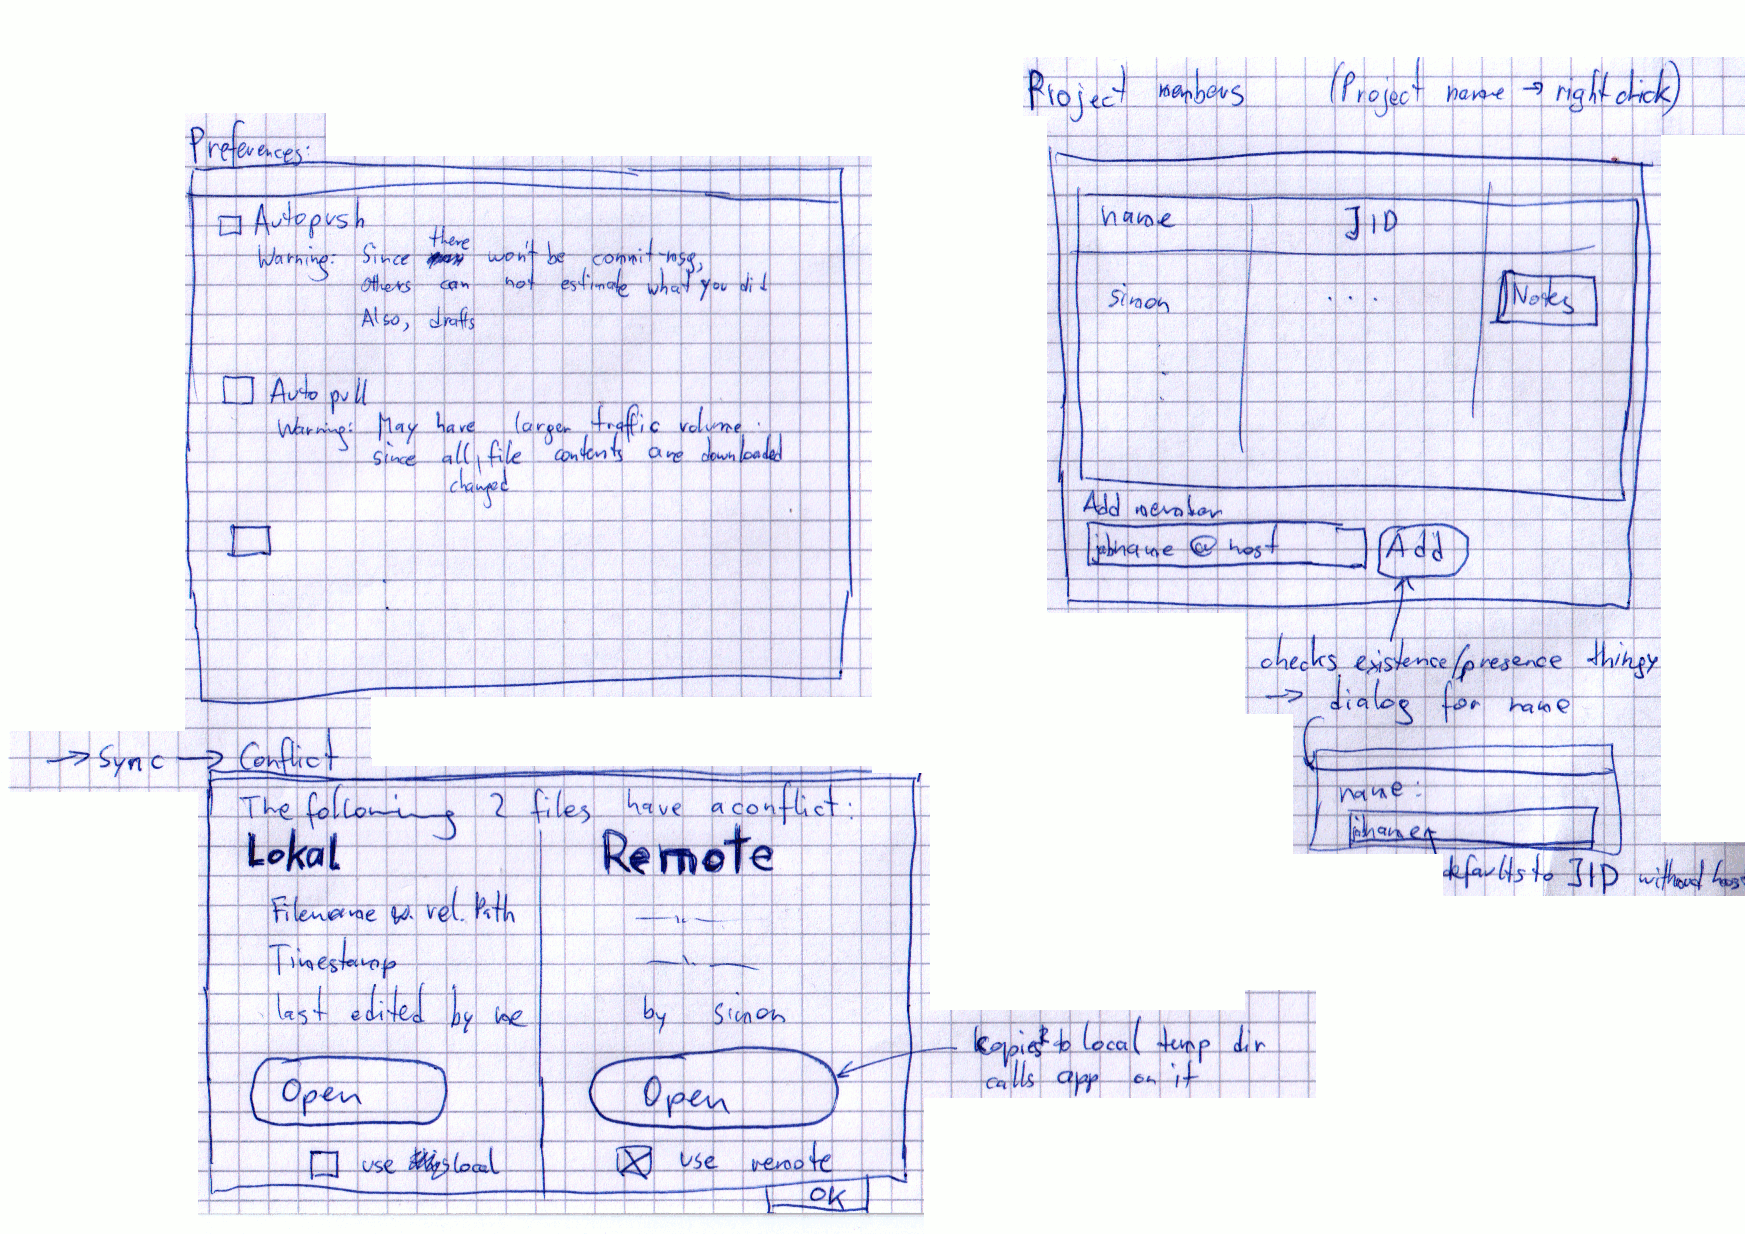 Preferences:
Autopush
Warning: Since there won't be commit-msg,
others can not estimate what you did
Also, drafts
Auto pull
Warning: May have larger traffic volume.
since all changed file contents are downloaded
→ Sync → Conflict
The following 2 files have a conflict:
Lokal
Filename rel. Path
Timestamp
last edited by me
Open
use local
Remote
—"—
—"—
by simon
Open
use remote
OK
copies to local temp dir
calls app on it
Project members (Project name → right click)
name JID
simon ... Notes
Add member
jabname @ host Add
checks existence/presence thingy
→ dialog for name
name:
jabname
defaults to JID without